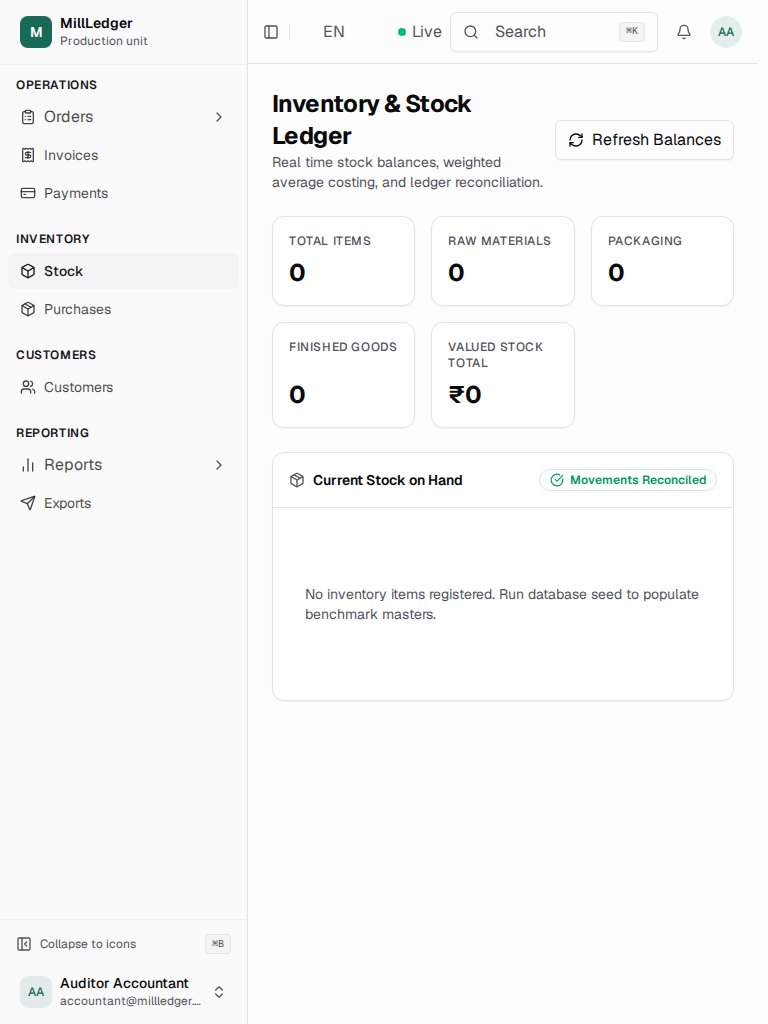 M
MillLedger
Production unit
OPERATIONS
Orders
Invoices
Payments
INVENTORY
Stock
Purchases
CUSTOMERS
Customers
REPORTING
Reports
Exports
Collapse to icons
⌘B
AA
Auditor Accountant
accountant@millledger....
EN
Live
Search
⌘K
AA
Inventory & Stock
Ledger
Real time stock balances, weighted
average costing, and ledger reconciliation.
Refresh Balances
TOTAL ITEMS
0
RAW MATERIALS
0
PACKAGING
0
FINISHED GOODS
0
VALUED STOCK
TOTAL
₹0
Current Stock on Hand
Movements Reconciled
No inventory items registered. Run database seed to populate
benchmark masters.